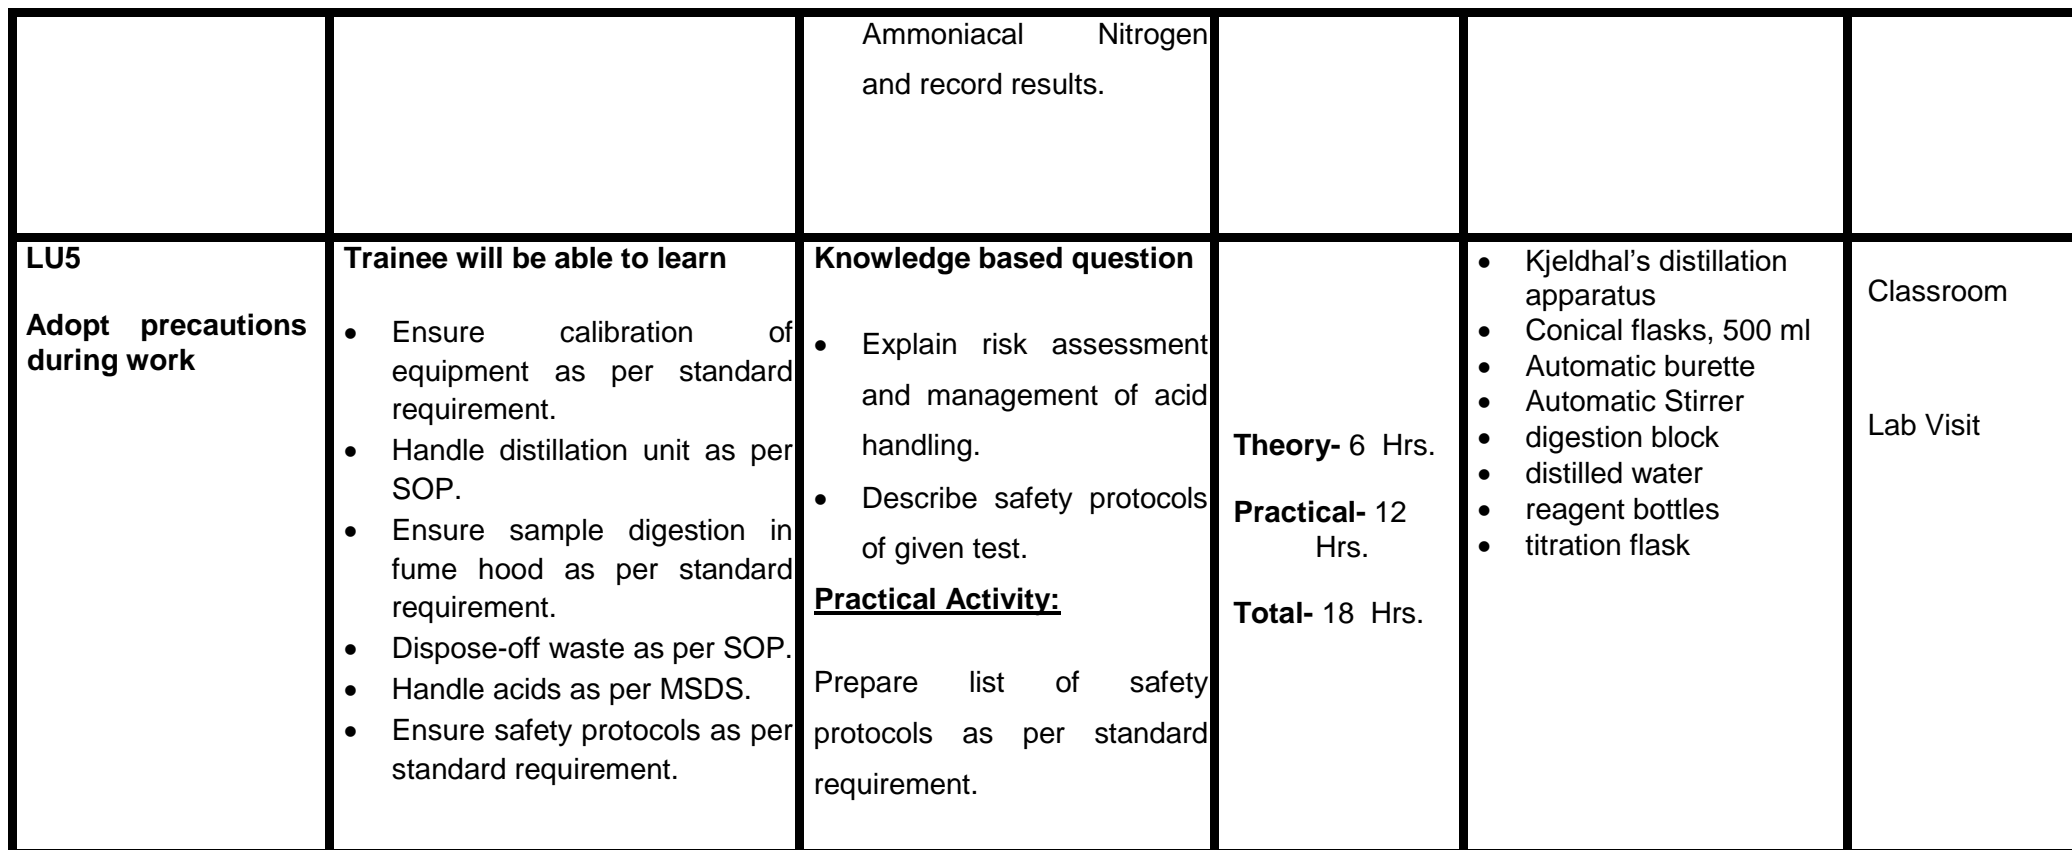 Ammoniacal Nitrogen
and record results.
LU5
Adopt precautions
during work
Trainee will be able to learn
• Ensure calibration of
equipment as per standard
requirement.
• Handle distillation unit as per
SOP.
• Ensure sample digestion in
fume hood as per standard
requirement.
• Dispose-off waste as per SOP.
• Handle acids as per MSDS.
• Ensure safety protocols as per
standard requirement.
Knowledge based question
• Explain risk assessment
and management of acid
handling.
• Describe safety protocols
of given test.
Practical Activity:
Prepare list of safety
protocols as per standard
requirement.
Theory- 6 Hrs.
Practical- 12
Hrs.
Total- 18 Hrs.
• Kjeldhal’s distillation
apparatus
• Conical flasks, 500 ml
• Automatic burette
• Automatic Stirrer
• digestion block
• distilled water
• reagent bottles
• titration flask
Classroom
Lab Visit